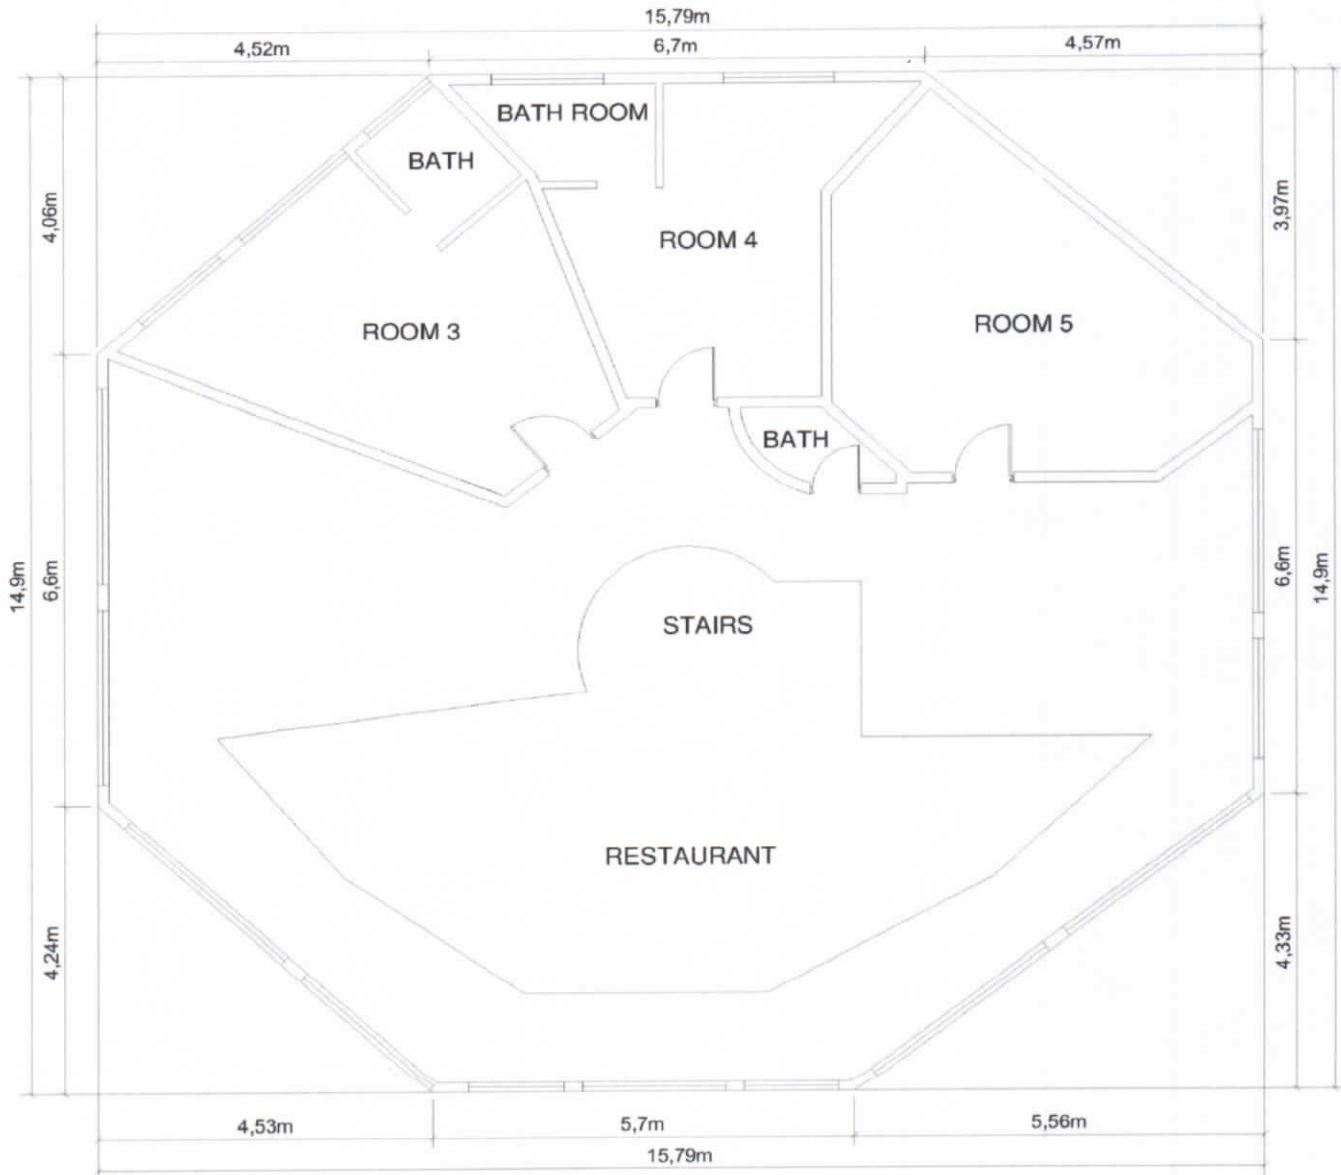 15,79m
4,52m
6,7m
4,57m
BATH ROOM
BATH
4,06m
3,97m
ROOM 4
ROOM 3
ROOM 5
BATH
14,9m
6,6m
6,6m
14,9m
STAIRS
RESTAURANT
4,24m
4,33m
4,53m
5,7m
5,56m
15,79m